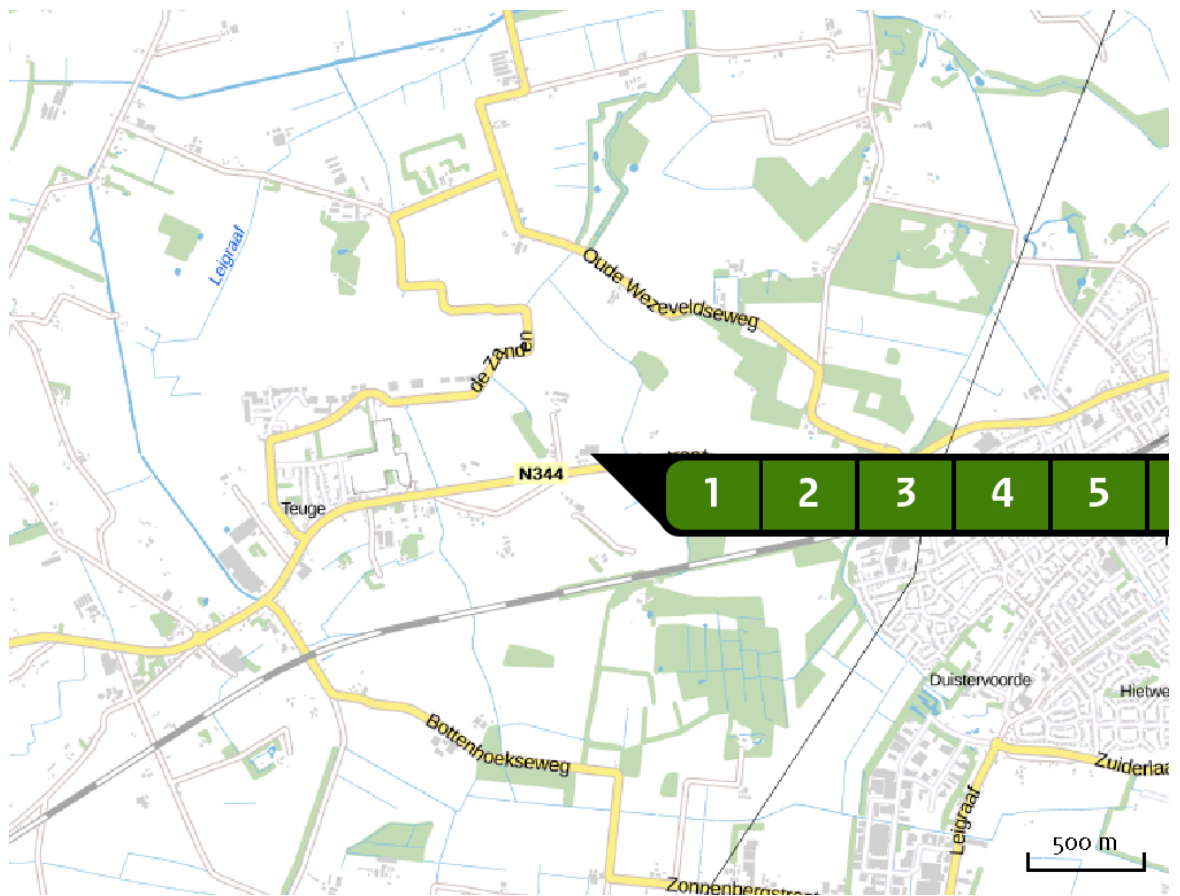 Leigraaf
Oude Wezeveldseweg
de Zanden
N344
1 2 3 4 5
Teuge
Duistervoorde
Bottenhoekseweg
Leigraaf
500 m